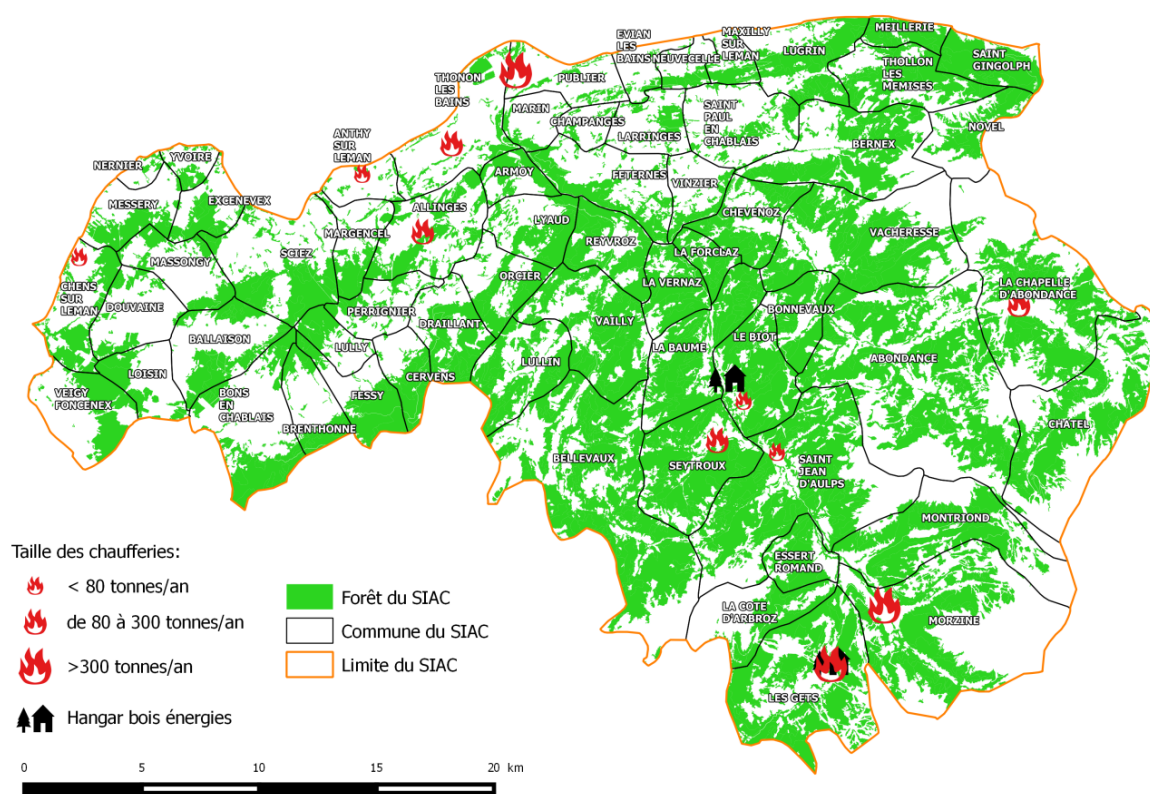 EVIAN
LES
BAINS
NEUVECELLE
MAXILLY
SUR
LEMAN
LUGRIN
MEILLERIE
THOLLON
LES
MEMISES
SAINT
GINGOLPH
THONON
LES
BAINS
PUBLIER
MARIN
CHAMPANGES
LARRINGES
SAINT
PAUL
EN
CHABLAIS
NOVEL
BERNEX
ANTHY
SUR
LEMAN
NERNIER
YVOIRE
MESSERY
EXCENEVEX
ARMOY
FETERNES
VINZIER
ALLINGES
LYAUD
CHEVENOZ
MARGENCEL
SCIEZ
REYVROZ
VACHERESSE
MASSONGY
LA FORCLAZ
ORCIER
LA VERNAZ
CHENS
SUR
LEMAN
DOUVAINE
LA CHAPELLE
D'ABONDANCE
PERRIGNIER
DRAILLANT
VAILLY
BONNEVAUX
BALLAISON
LULLY
LA BAUME
LE BIOT
LULLIN
ABONDANCE
LOISIN
CERVENS
VEIGY
FONCENEX
BONS
EN
CHABLAIS
FESSY
BRENTHONNE
CHATEL
BELLEVAUX
SEYTROUX
SAINT
JEAN
D'AULPS
MONTRIOND
ESSERT
ROMAND
LA COTE
D'ARBROZ
MORZINE
LES GETS
Taille des chaufferies:
< 80 tonnes/an
de 80 à 300 tonnes/an
>300 tonnes/an
Hangar bois énergies
Forêt du SIAC
Commune du SIAC
Limite du SIAC
0 5 10 15 20 km